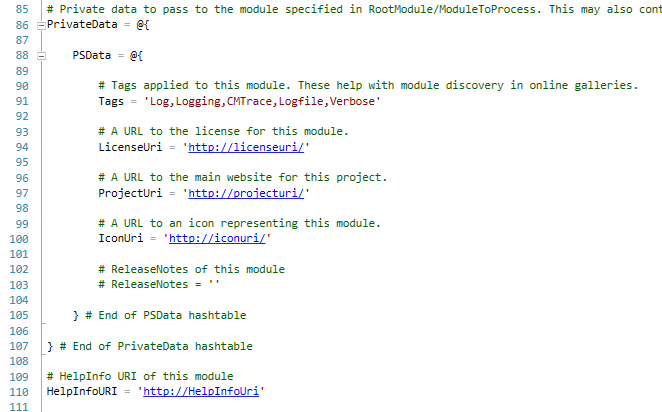 85 # Private data to pass to the module specified in RootModule/ModuleToProcess. This may also cont
86 PrivateData = @{
87
88 PSData = @{
89
90 # Tags applied to this module. These help with module discovery in online galleries.
91 Tags = 'Log,Logging,CMTrace,Logfile,Verbose'
92
93 # A URL to the license for this module.
94 LicenseUri = 'http://licenseuri/'
95
96 # A URL to the main website for this project.
97 ProjectUri = 'http://projecturi/'
98
99 # A URL to an icon representing this module.
100 IconUri = 'http://iconuri/'
101
102 # ReleaseNotes of this module
103 # ReleaseNotes = ''
104
105 } # End of PSData hashtable
106
107 } # End of PrivateData hashtable
108
109 # HelpInfo URI of this module
110 HelpInfoURI = 'http://HelpInfoUri'
111